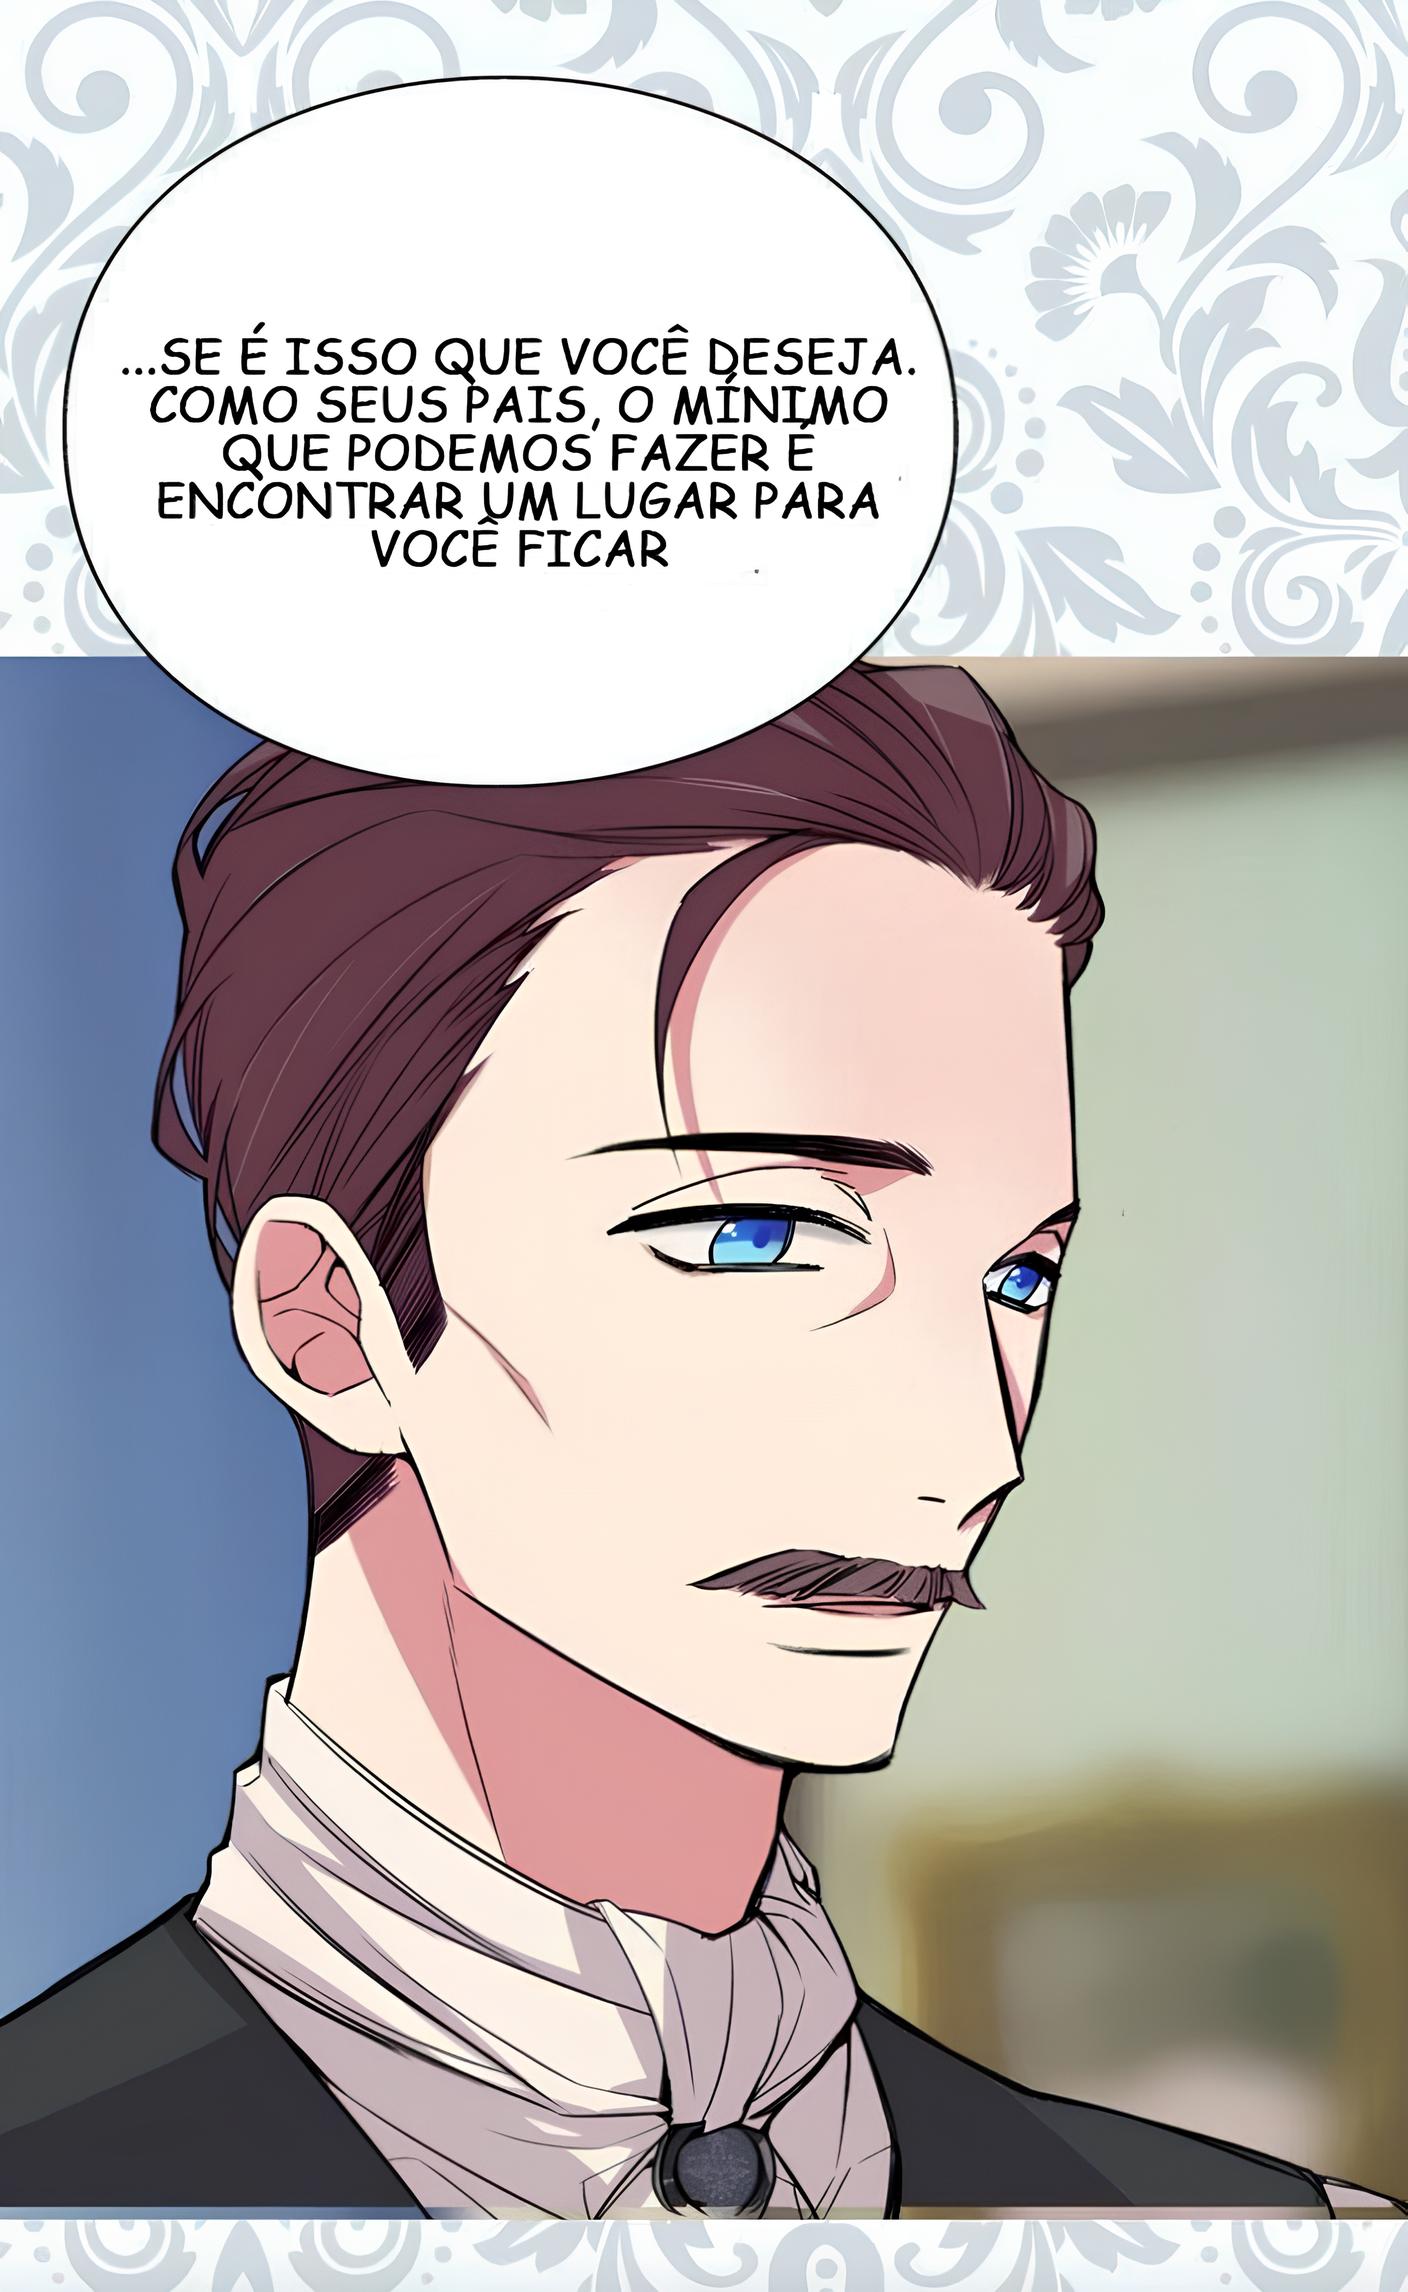 ...SE É ISSO QUE VOCÊ DESEJA.
COMO SEUS PAIS, O MÍNIMO
QUE PODEMOS FAZER É
ENCONTRAR UM LUGAR PARA
VOCÊ FICAR